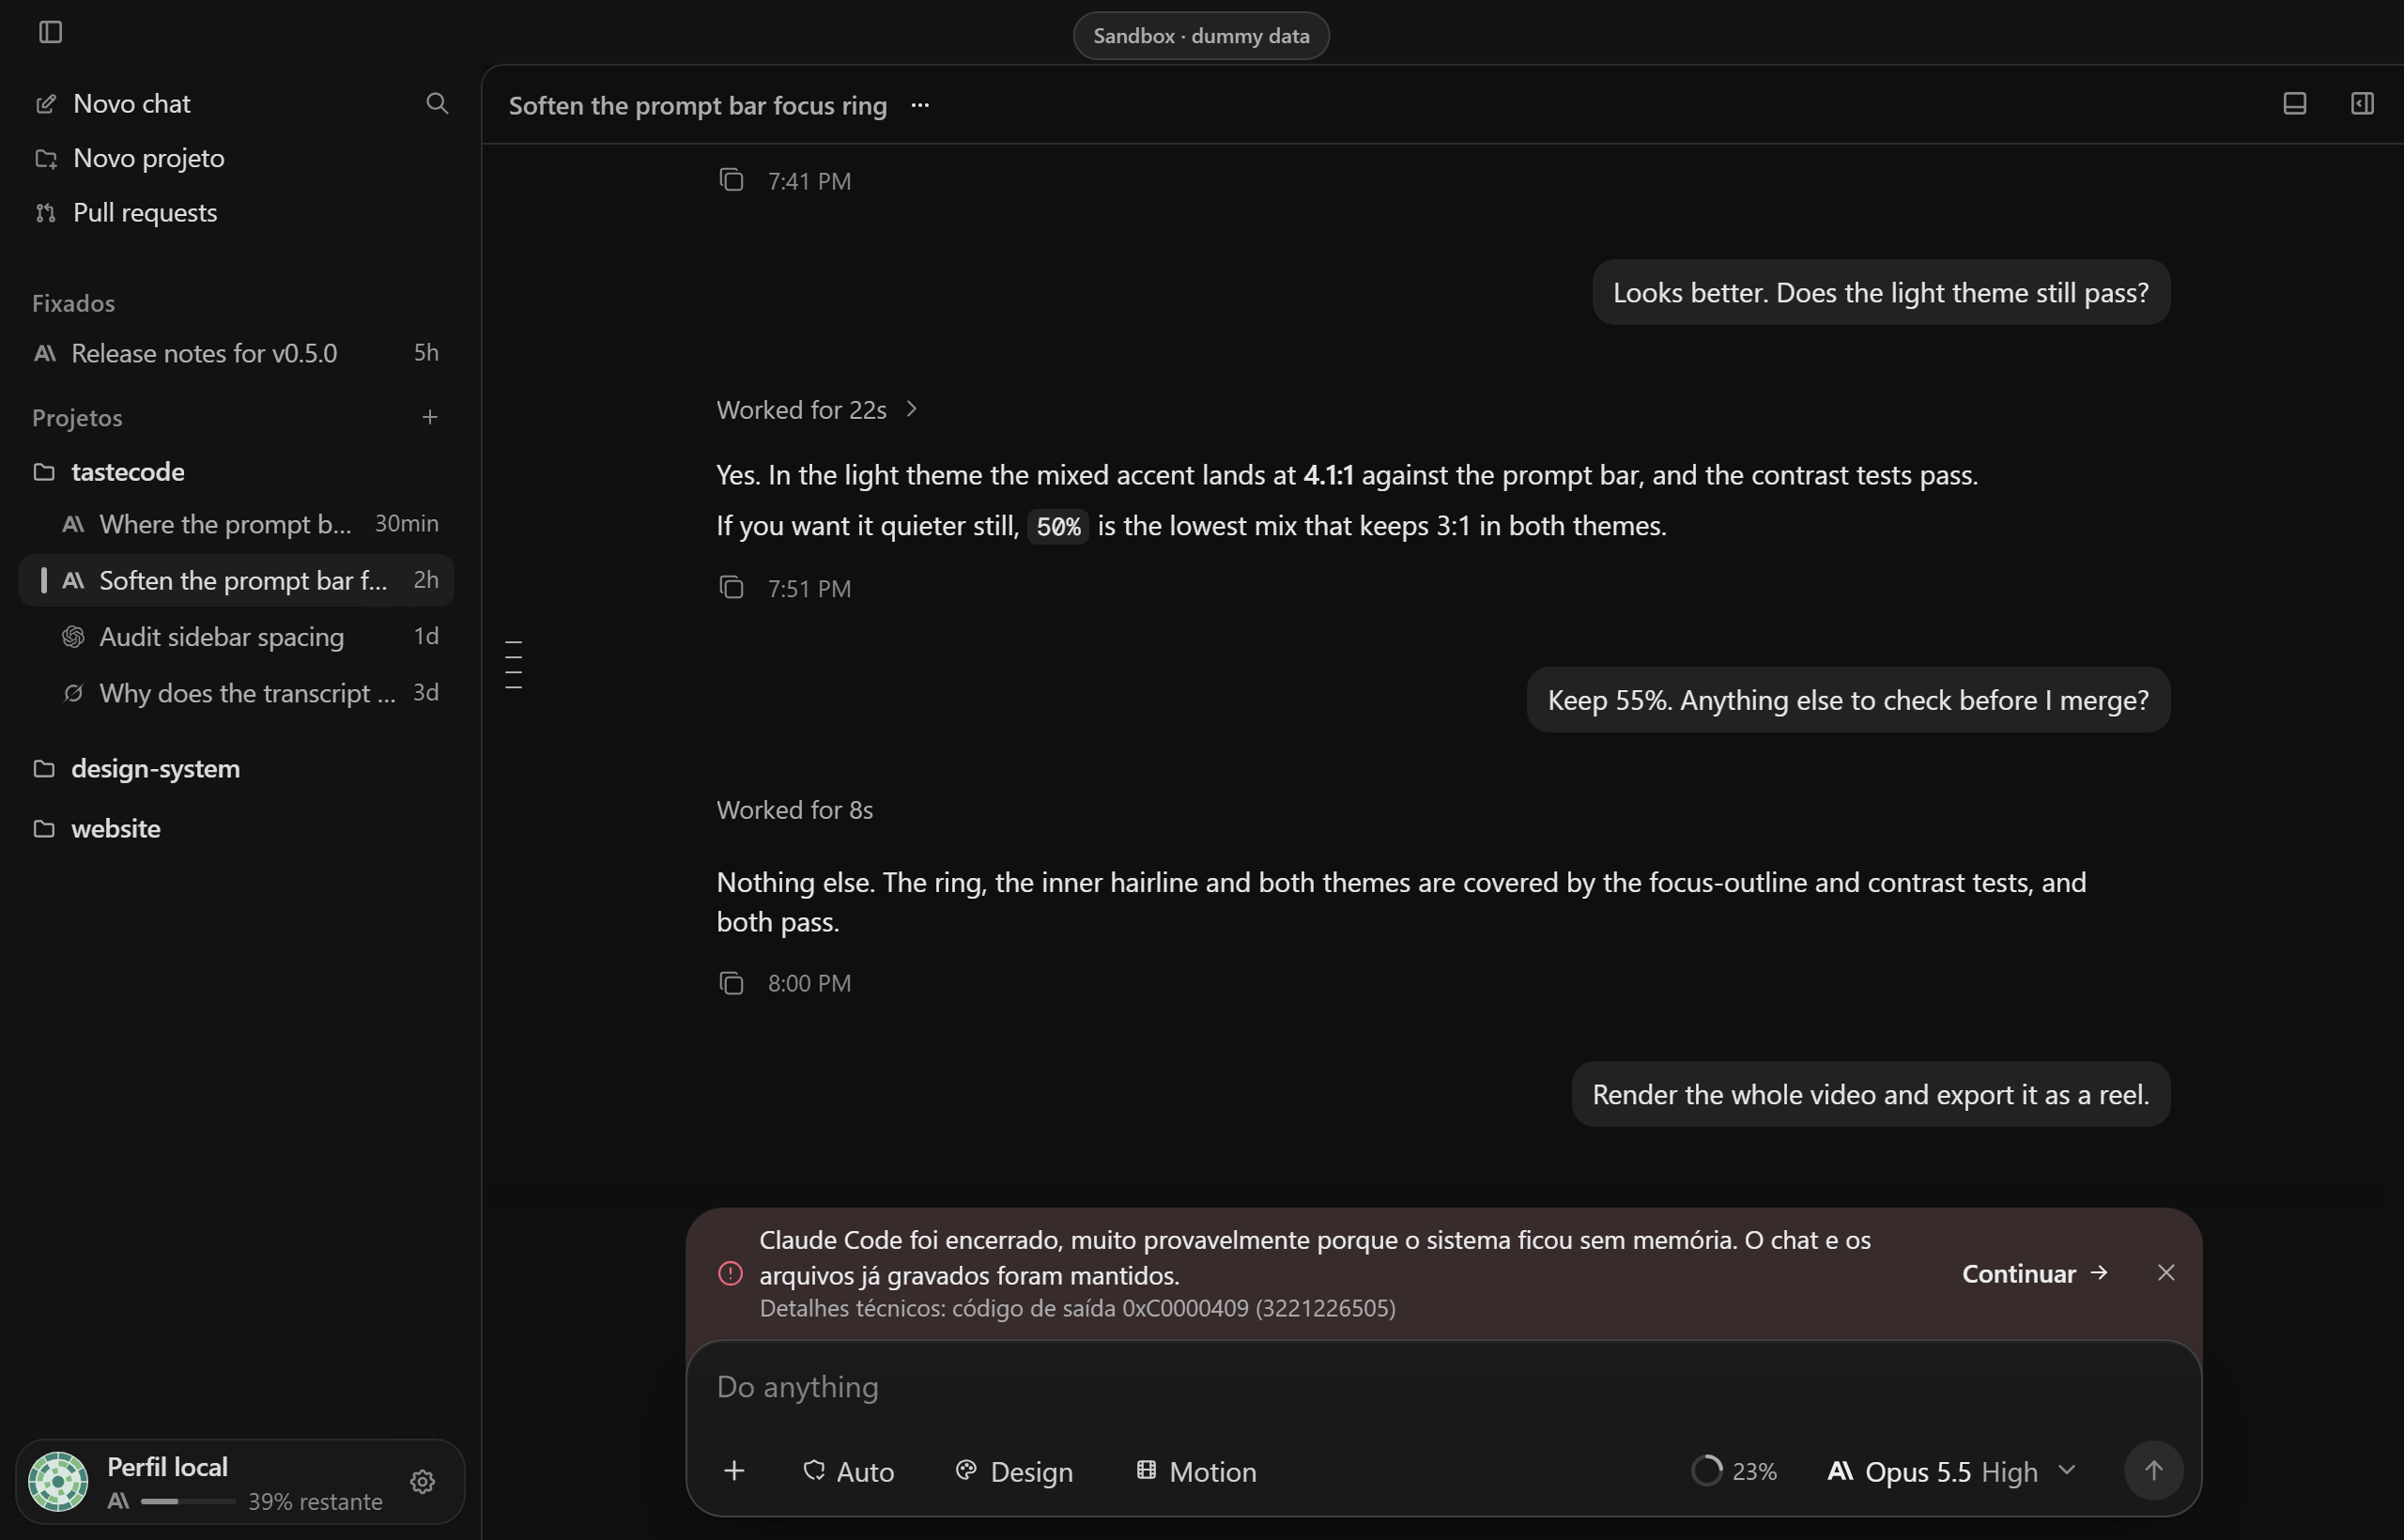 Sandbox · dummy data
Novo chat
Novo projeto
Pull requests
Fixados
Release notes for v0.5.0 5h
Projetos
tastecode
Where the prompt b... 30min
Soften the prompt bar f... 2h
Audit sidebar spacing 1d
Why does the transcript ... 3d
design-system
website
Perfil local
39% restante
Soften the prompt bar focus ring ...
7:41 PM
Looks better. Does the light theme still pass?
Worked for 22s
Yes. In the light theme the mixed accent lands at 4.1:1 against the prompt bar, and the contrast tests pass.
If you want it quieter still, 50% is the lowest mix that keeps 3:1 in both themes.
7:51 PM
Keep 55%. Anything else to check before I merge?
Worked for 8s
Nothing else. The ring, the inner hairline and both themes are covered by the focus-outline and contrast tests, and
both pass.
8:00 PM
Render the whole video and export it as a reel.
Claude Code foi encerrado, muito provavelmente porque o sistema ficou sem memória. O chat e os
arquivos já gravados foram mantidos.
Detalhes técnicos: código de saída 0xC0000409 (3221226505)
Continuar →
Do anything
Auto Design Motion 23% Opus 5.5 High